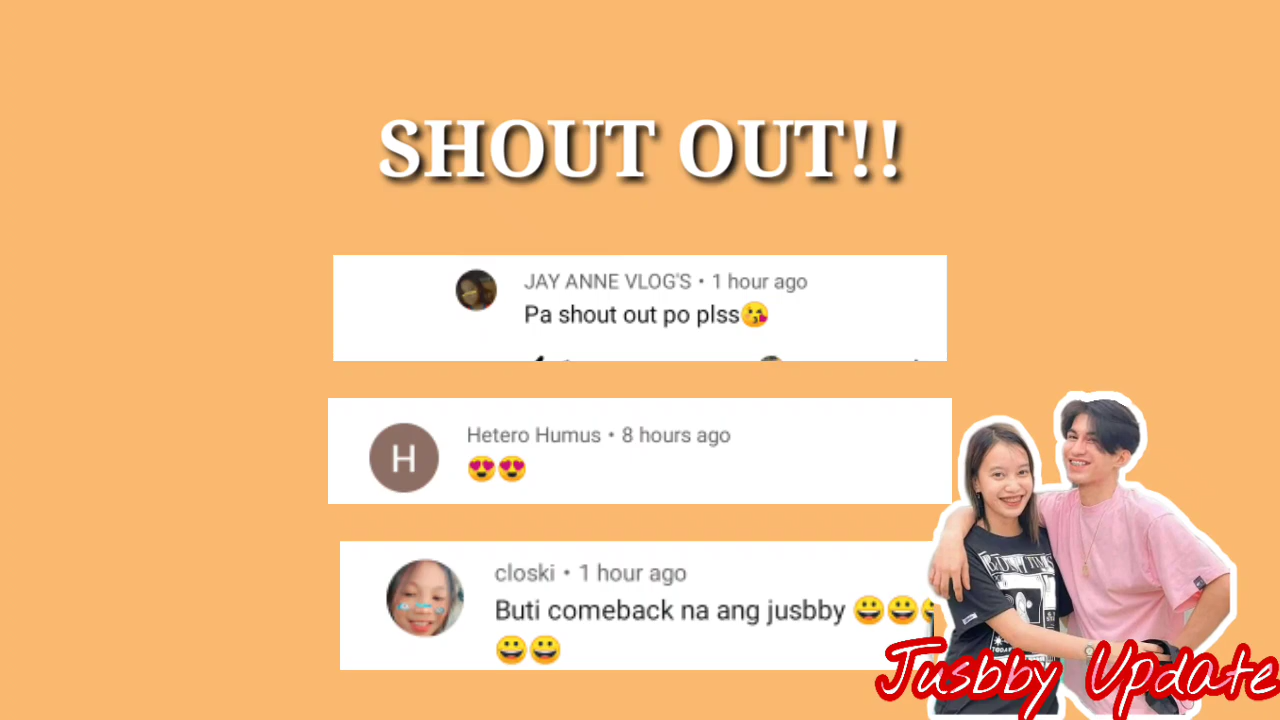 SHOUT OUT!!
JAY ANNE VLOG'S • 1 hour ago
Pa shout out po plss😘
H
Hetero Humus • 8 hours ago
😍😍
closki • 1 hour ago
Buti comeback na ang jusbby 😀😀😀
😀😀
Jusbby Update